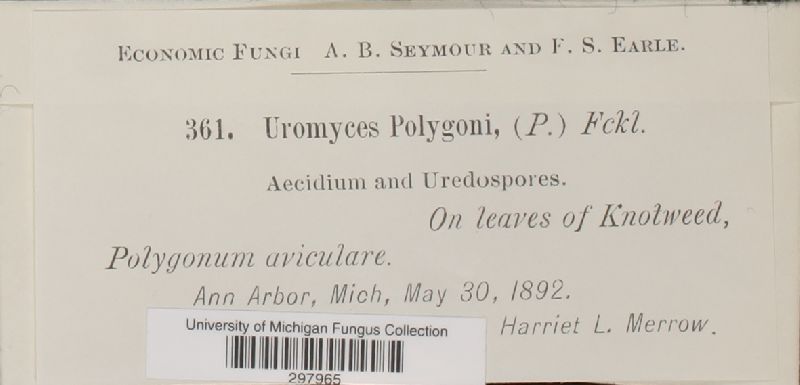 Economic Fungi A. B. Seymour and F. S. Earle.
361. Uromyces Polygoni, (P.) Fckl.
Aecidium and Uredospores.
On leaves of Knotweed,
Polygonum aviculare.
Ann Arbor, Mich, May 30, 1892.
Harriet L. Merrow.
University of Michigan Fungus Collection
297965